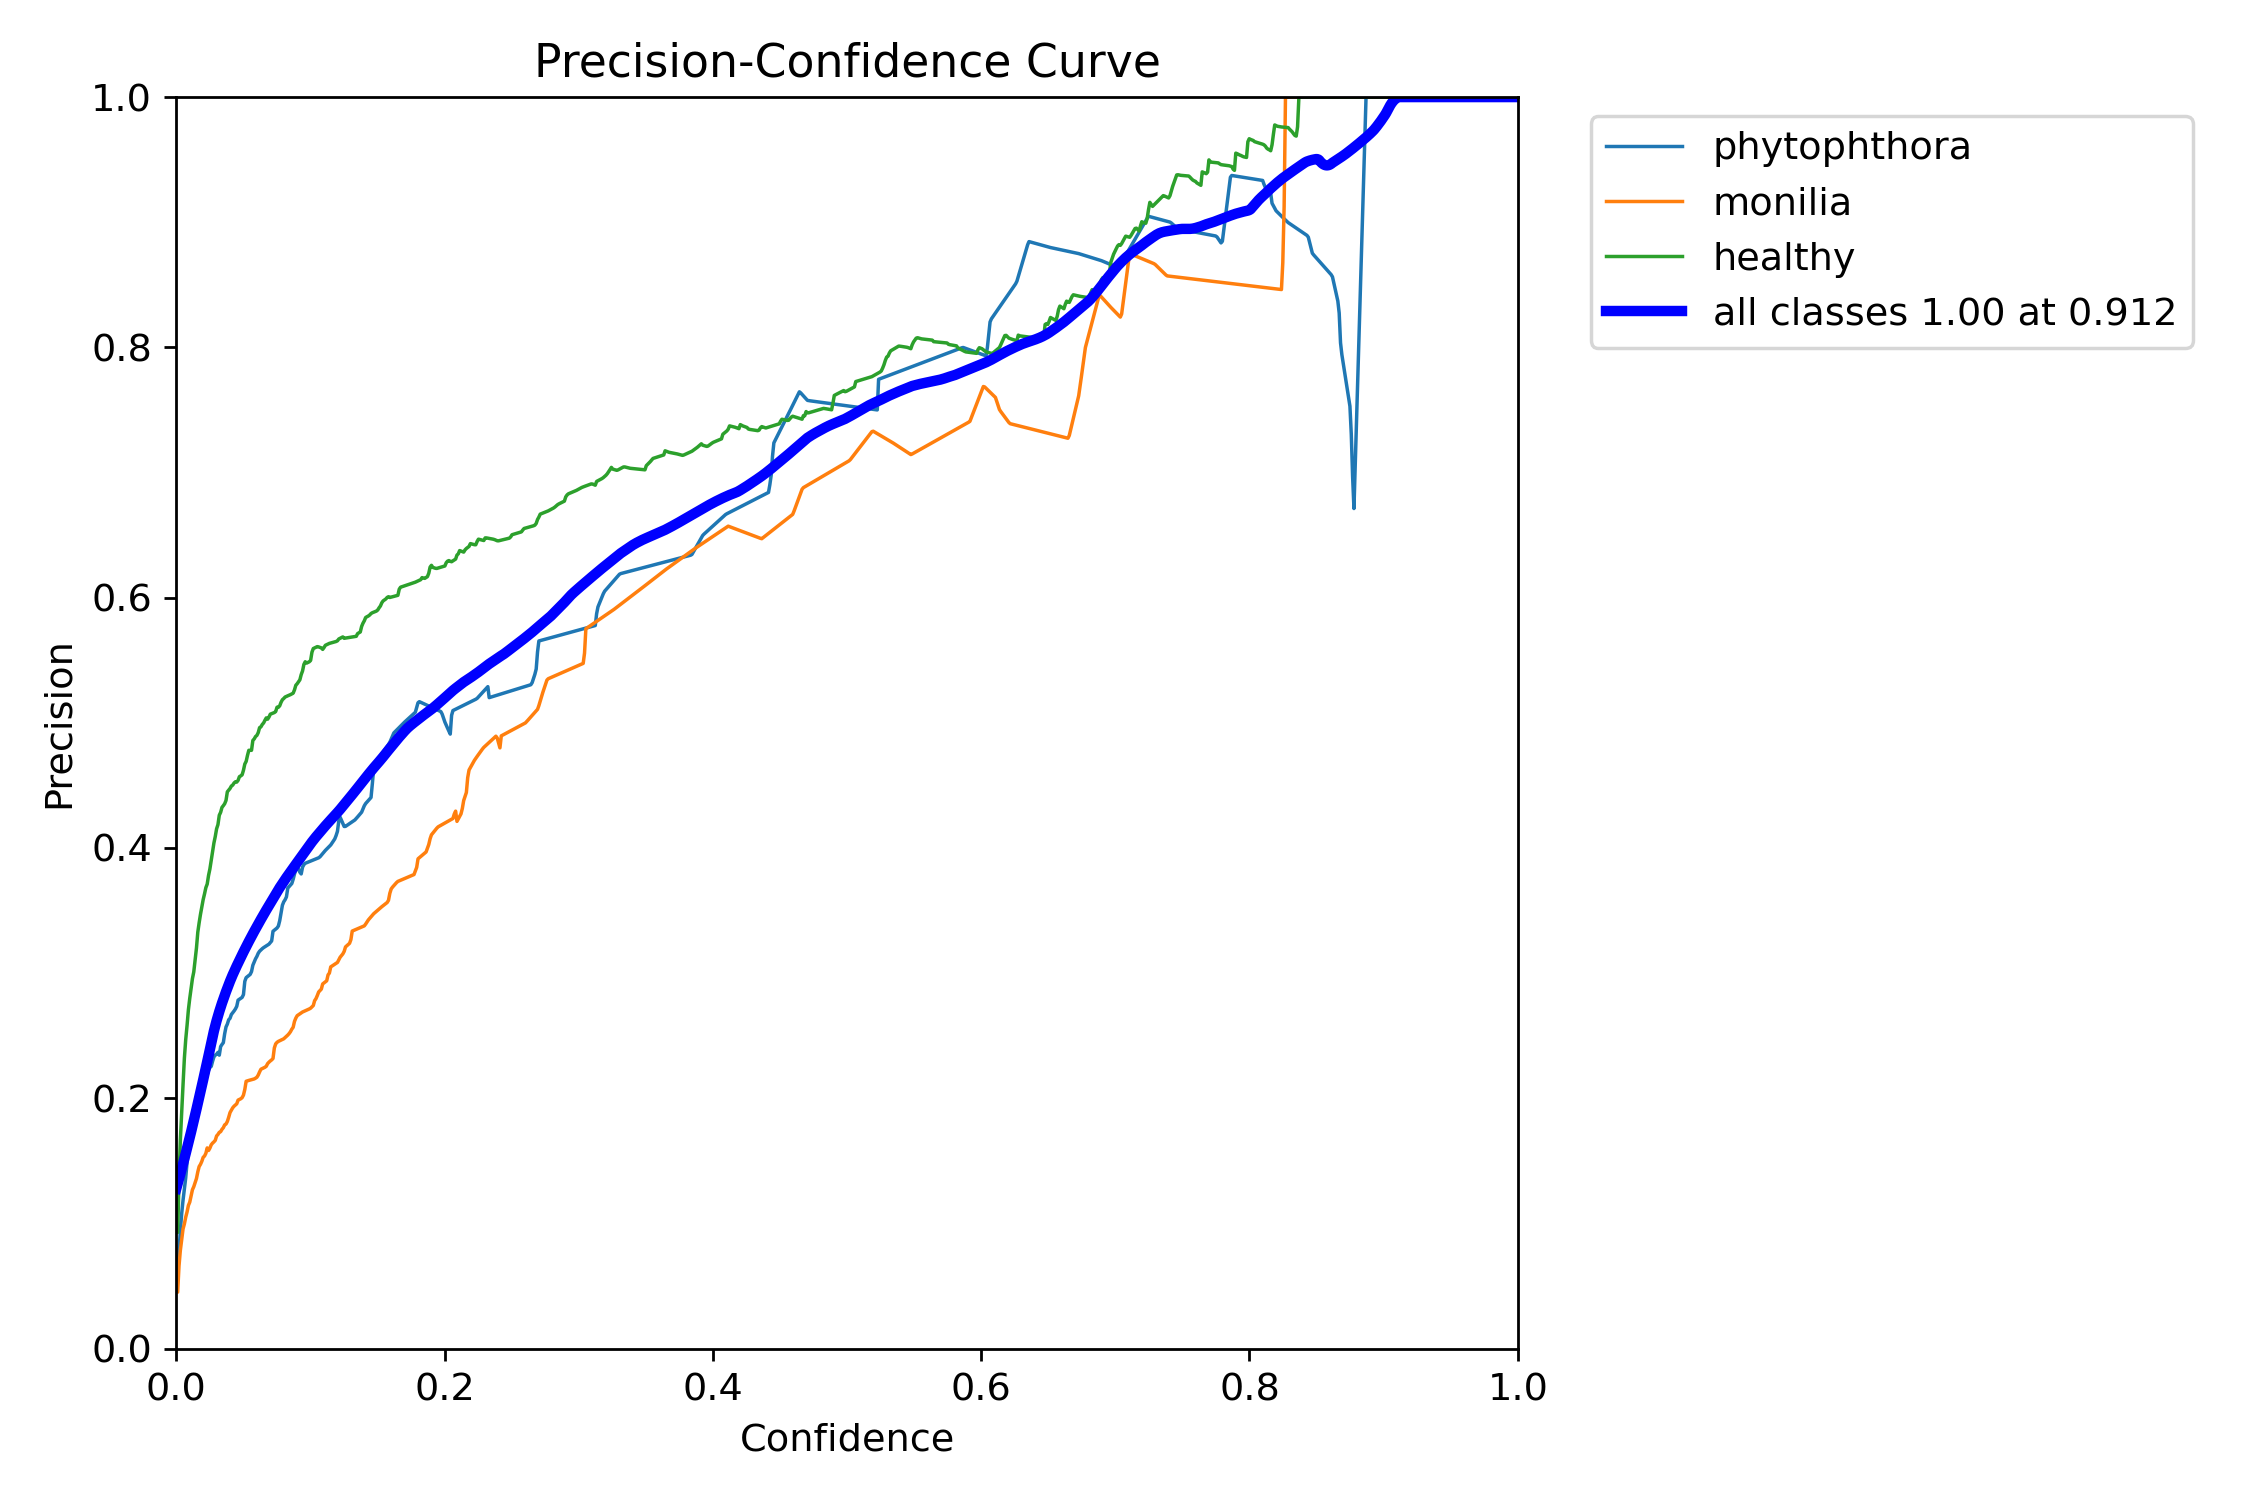 Precision-Confidence Curve
1.0
0.8
0.6
0.4
0.2
0.0
Precision
0.0 0.2 0.4 0.6 0.8 1.0
Confidence
phytophthora
monilia
healthy
all classes 1.00 at 0.912